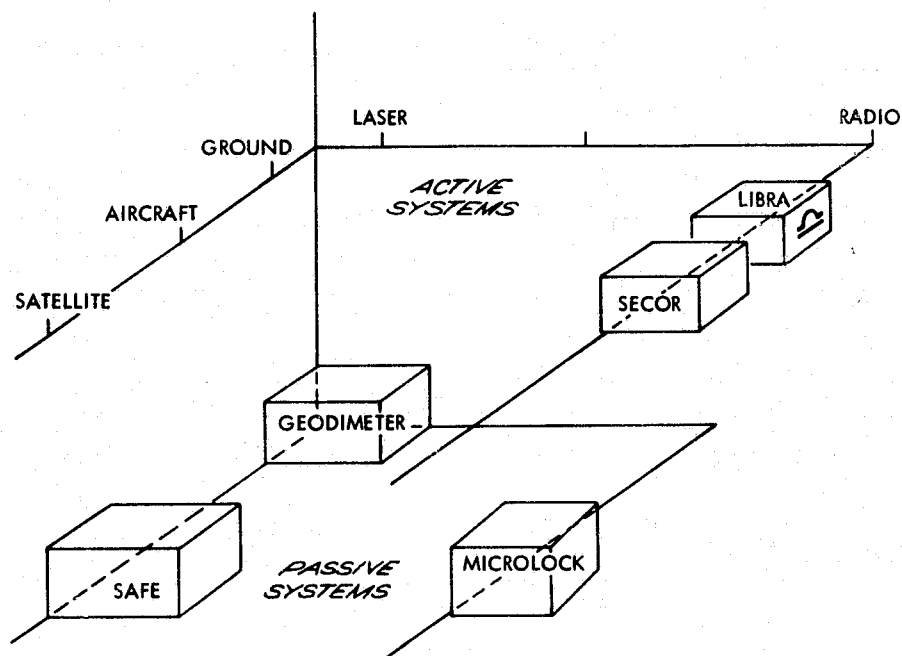 LASER
RADIO
GROUND
ACTIVE
SYSTEMS
LIBRA
AIRCRAFT
SATELLITE
SECOR
GEODIMETER
MICROLOCK
PASSIVE
SYSTEMS
SAFE